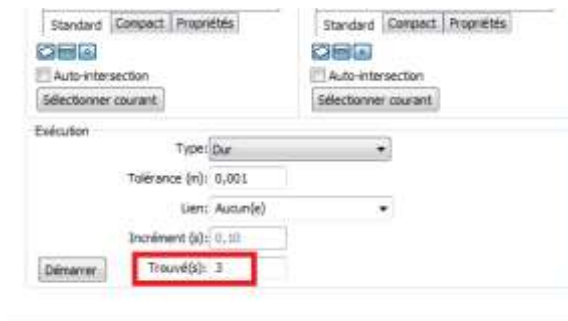 Standard Compact Propriétés Standard Compact Propriétés
Auto-intersection Auto-intersection
Sélectionner courant Sélectionner courant
Exécution
Type: Dur
Tolérance (m): 0,001
Lien: Aucun(e)
Incrément (s): 0,10
Démarrer Trouvé(s): 3